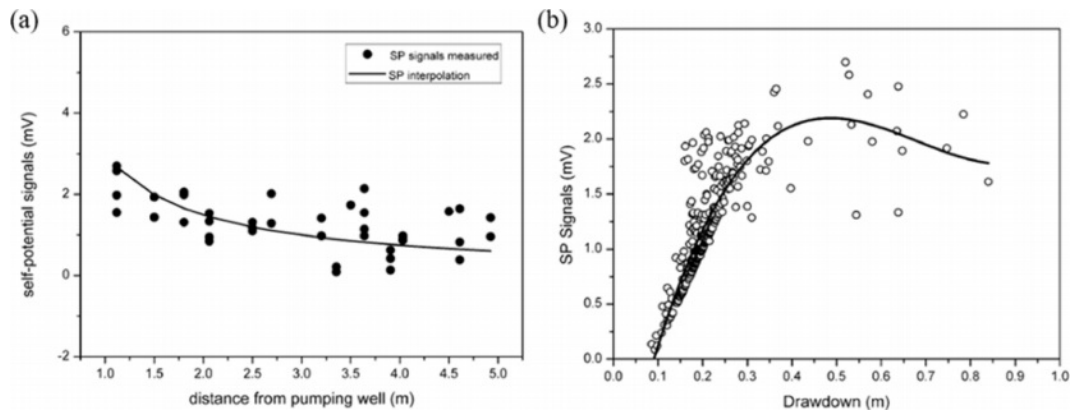 (a)
6
4
2
0
-2
self-potential signals (mV)
SP signals measured
SP interpolation
1.0 1.5 2.0 2.5 3.0 3.5 4.0 4.5 5.0
distance from pumping well (m)
(b)
3.0
2.5
2.0
1.5
1.0
0.5
0.0
SP Signals (mV)
0.0 0.1 0.2 0.3 0.4 0.5 0.6 0.7 0.8 0.9 1.0
Drawdown (m)